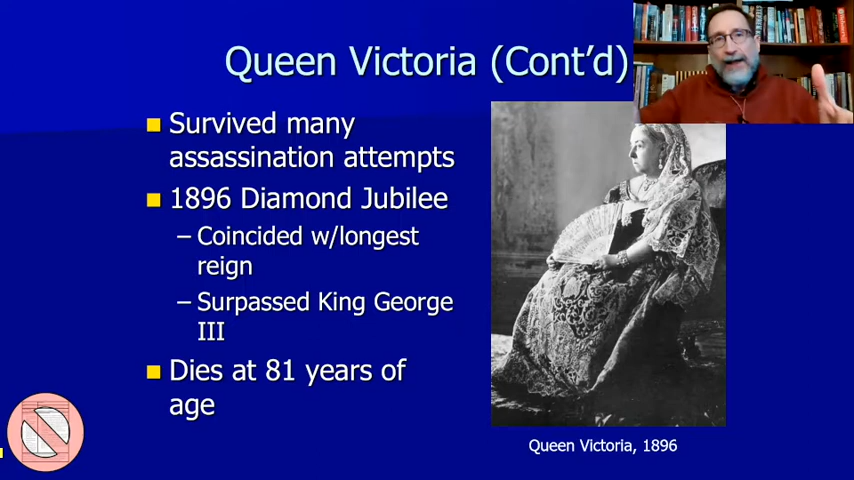 Queen Victoria (Cont'd)
Survived many
assassination attempts
1896 Diamond Jubilee
– Coincided w/longest
reign
– Surpassed King George
III
Dies at 81 years of
age
Queen Victoria, 1896